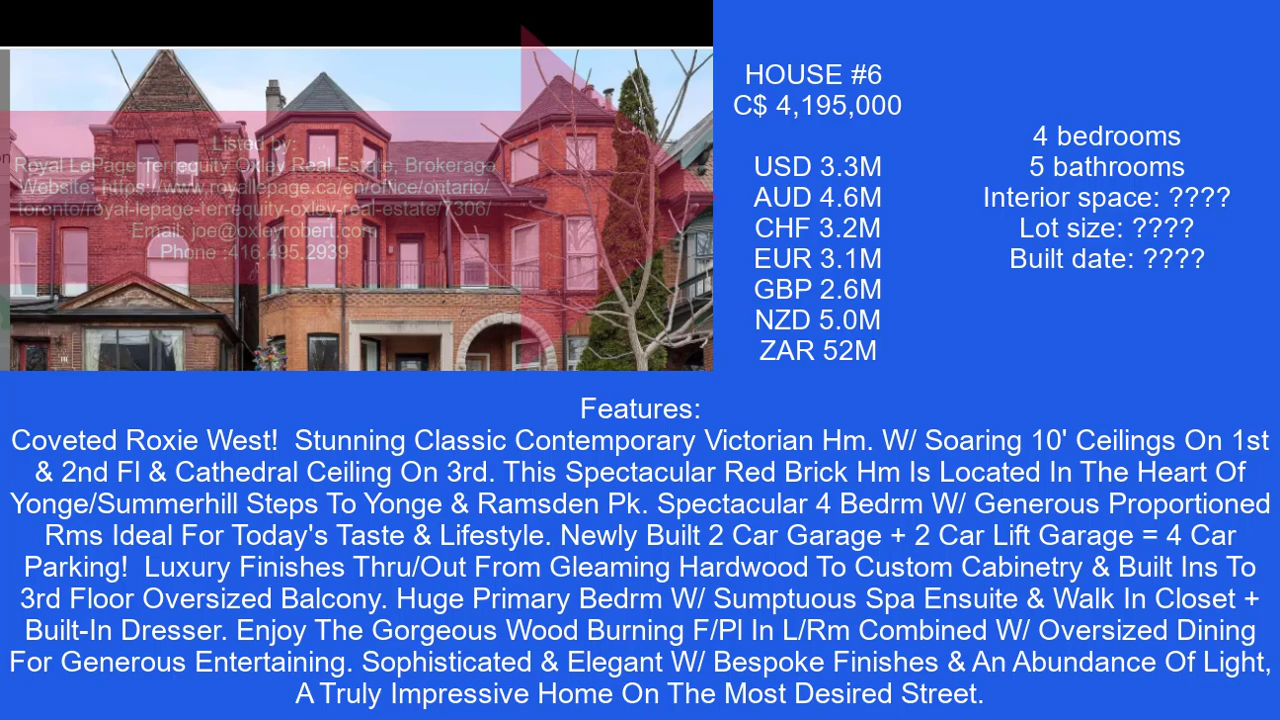 Listed by:
Royal LePage Terrequity Oxley Real Estate, Brokerage
Website: https://www.royallepage.ca/en/office/ontario/
toronto/royal-lepage-terrequity-oxley-real-estate/7306/
Email: joe@oxleyrobert.com
Phone :416.495.2939
HOUSE #6
C$ 4,195,000
USD 3.3M
AUD 4.6M
CHF 3.2M
EUR 3.1M
GBP 2.6M
NZD 5.0M
ZAR 52M
4 bedrooms
5 bathrooms
Interior space: ????
Lot size: ????
Built date: ????
Features:
Coveted Roxie West!  Stunning Classic Contemporary Victorian Hm. W/ Soaring 10' Ceilings On 1st
& 2nd Fl & Cathedral Ceiling On 3rd. This Spectacular Red Brick Hm Is Located In The Heart Of
Yonge/Summerhill Steps To Yonge & Ramsden Pk. Spectacular 4 Bedrm W/ Generous Proportioned
Rms Ideal For Today's Taste & Lifestyle. Newly Built 2 Car Garage + 2 Car Lift Garage = 4 Car
Parking!  Luxury Finishes Thru/Out From Gleaming Hardwood To Custom Cabinetry & Built Ins To
3rd Floor Oversized Balcony. Huge Primary Bedrm W/ Sumptuous Spa Ensuite & Walk In Closet +
Built-In Dresser. Enjoy The Gorgeous Wood Burning F/Pl In L/Rm Combined W/ Oversized Dining
For Generous Entertaining. Sophisticated & Elegant W/ Bespoke Finishes & An Abundance Of Light,
A Truly Impressive Home On The Most Desired Street.